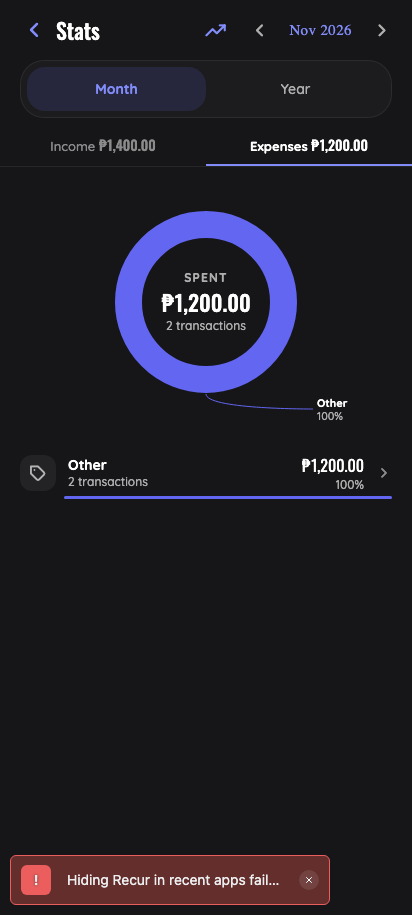 Stats
Nov 2026
Month
Year
Income ₱1,400.00
Expenses ₱1,200.00
SPENT
₱1,200.00
2 transactions
Other
100%
Other
₱1,200.00
2 transactions
100%
! Hiding Recur in recent apps fail...